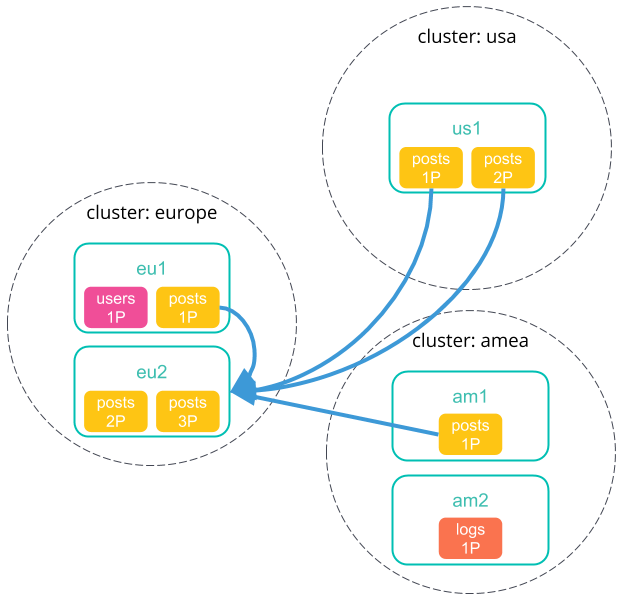 cluster: usa
us1
posts
1P
posts
2P
cluster: europe
eu1
users
1P
posts
1P
eu2
posts
2P
posts
3P
cluster: amea
am1
posts
1P
am2
logs
1P